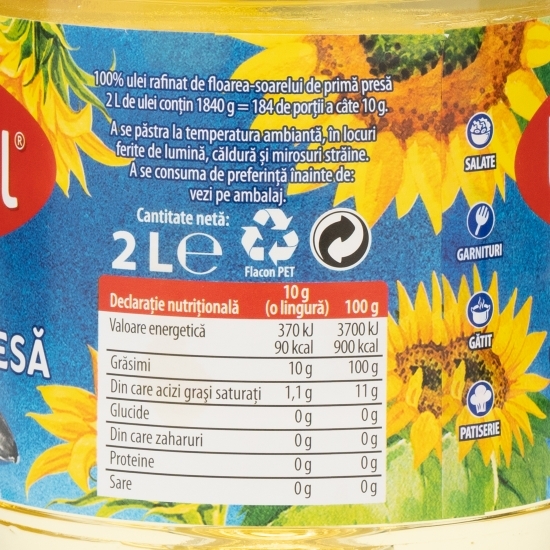 100% ulei rafinat de floarea-soarelui de primă presă
2 L de ulei conțin 1840 g = 184 de porții a câte 10 g.
A se păstra la temperatura ambiantă, în locuri
ferite de lumină, căldură și mirosuri străine.
A se consuma de preferință înainte de:
vezi pe ambalaj.
Cantitate netă:
2 L ℮
Flacon PET
Declarație nutrițională 10 g (o lingură) 100 g
Valoare energetică 370 kJ 3700 kJ
90 kcal 900 kcal
Grăsimi 10 g 100 g
Din care acizi grași saturați 1,1 g 11 g
Glucide 0 g 0 g
Din care zaharuri 0 g 0 g
Proteine 0 g 0 g
Sare 0 g 0 g
SALATE
GARNITURI
GĂTIT
PATISERIE
l®
ESĂ